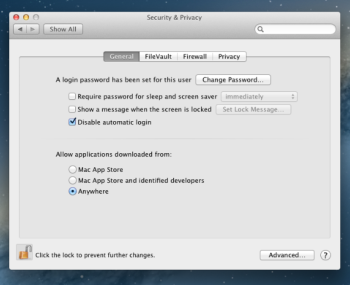 Security & Privacy
Show All
General FileVault Firewall Privacy
A login password has been set for this user Change Password...
Require password for sleep and screen saver immediately
Show a message when the screen is locked Set Lock Message...
Disable automatic login
Allow applications downloaded from:
Mac App Store
Mac App Store and identified developers
Anywhere
Click the lock to prevent further changes. Advanced... ?